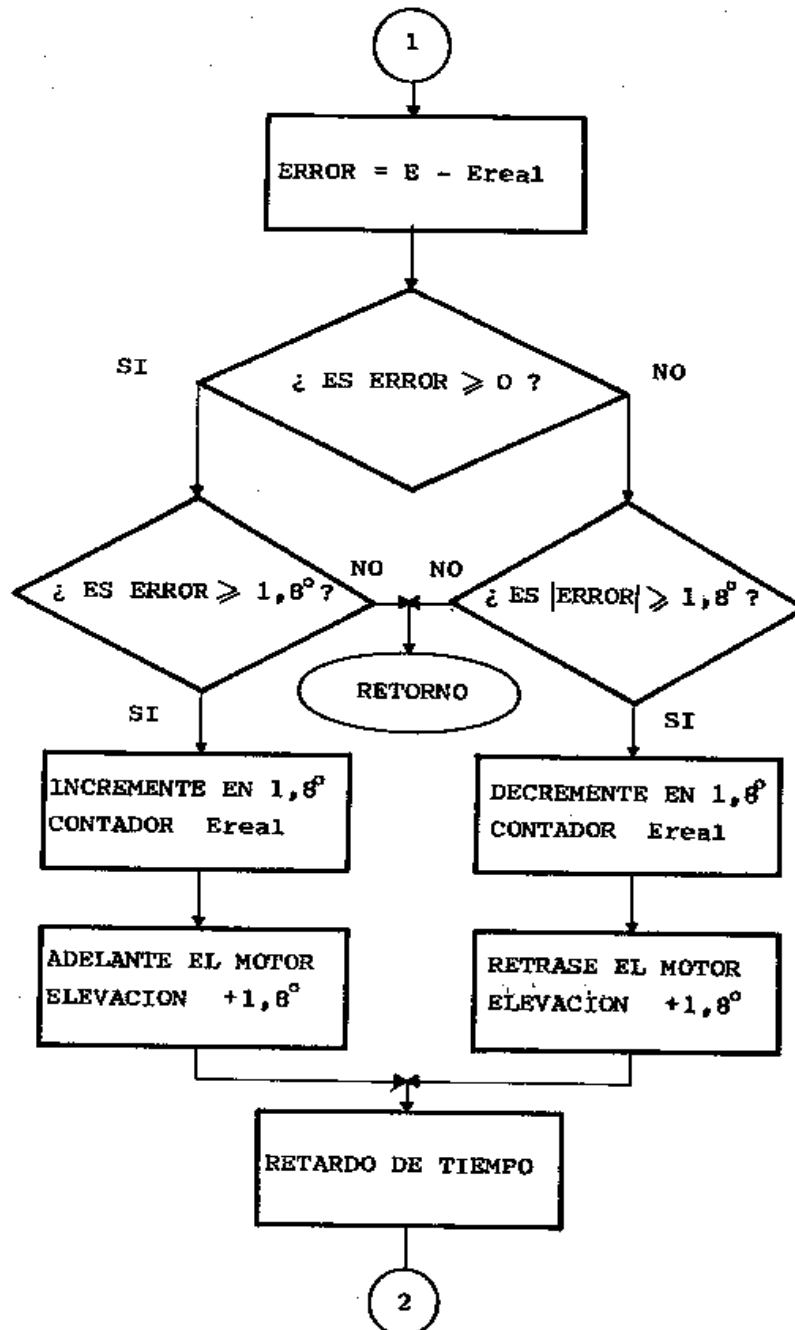 1
ERROR = E - Ereal
SI
¿ ES ERROR ⩾ 0 ?
NO
¿ ES ERROR ⩾ 1,8° ?
NO
NO
¿ ES |ERROR| ⩾ 1,8° ?
RETORNO
SI
SI
INCREMENTE EN 1,8°
CONTADOR Ereal
DECREMENTE EN 1,8°
CONTADOR Ereal
ADELANTE EL MOTOR
ELEVACION +1,8°
RETRASE EL MOTOR
ELEVACION +1,8°
RETARDO DE TIEMPO
2